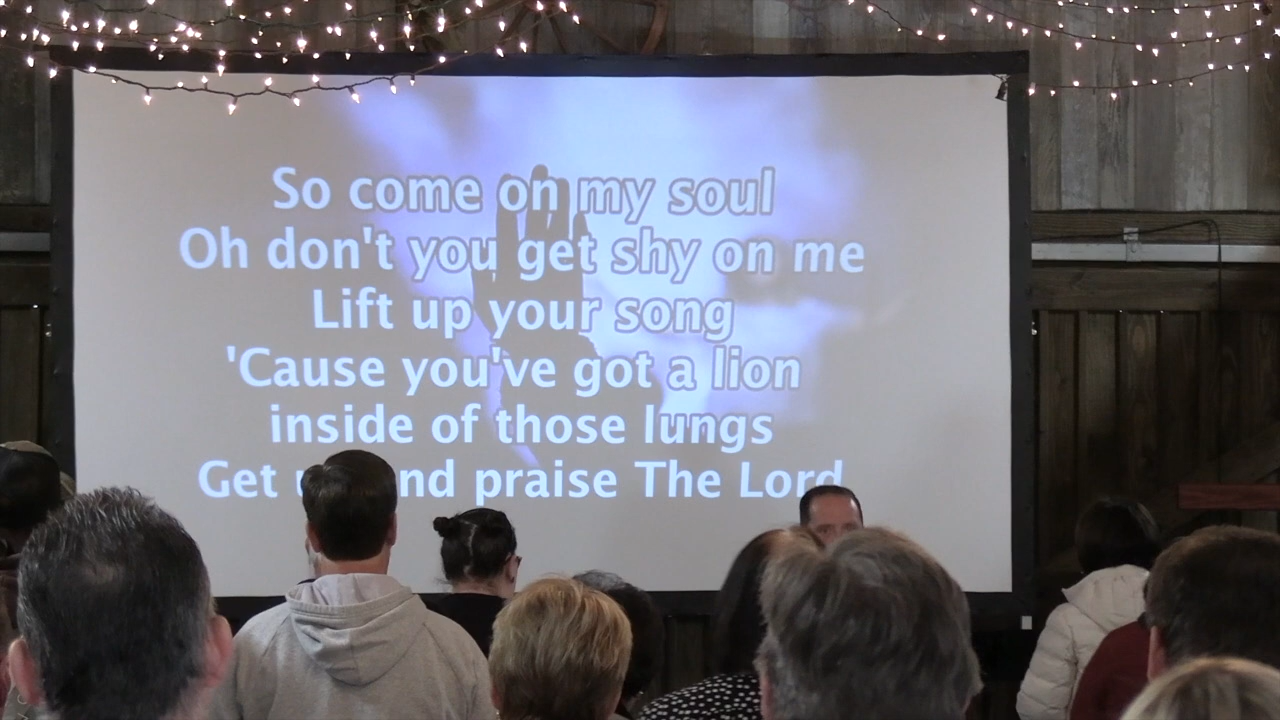 So come on my soul
Oh don't you get shy on me
Lift up your song
'Cause you've got a lion
inside of those lungs
Get and praise The Lord